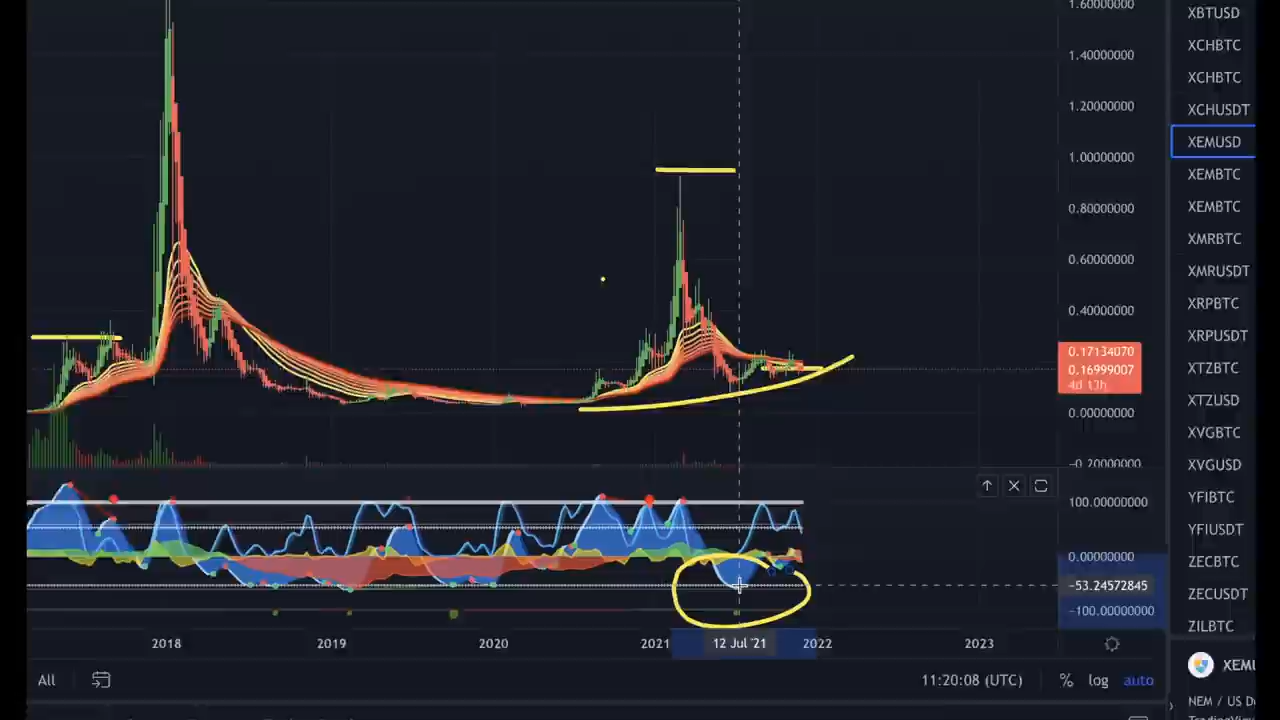 1.60000000
1.40000000
1.20000000
1.00000000
0.80000000
0.60000000
0.40000000
0.17134070
0.16999007
4d 13h
0.00000000
-0.20000000
100.00000000
0.00000000
-53.24572845
-100.00000000
2018 2019 2020 2021 12 Jul '21 2022 2023
All 11:20:08 (UTC) % log auto
XBTUSD
XCHBTC
XCHBTC
XCHUSDT
XEMUSD
XEMBTC
XEMBTC
XMRBTC
XMRUSDT
XRPBTC
XRPUSDT
XTZBTC
XTZUSD
XVGBTC
XVGUSD
YFIBTC
YFIUSDT
ZECBTC
ZECUSDT
ZILBTC
NEM / US